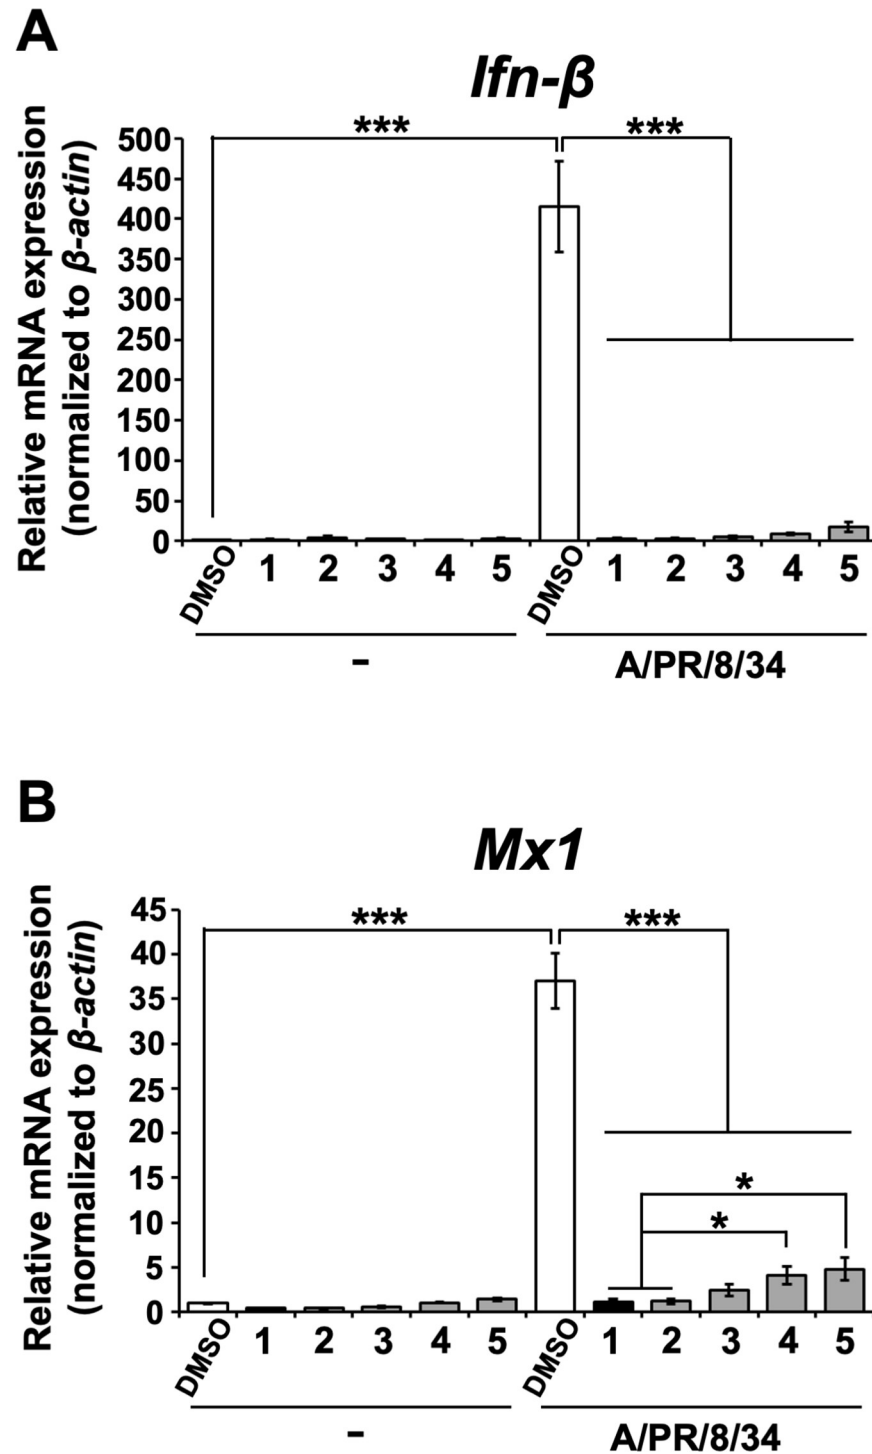 A
Ifn-β
Relative mRNA expression
(normalized to β-actin)
***
***
500
450
400
350
300
250
200
150
100
50
0
DMSO 1 2 3 4 5 DMSO 1 2 3 4 5
- A/PR/8/34
B
Mx1
Relative mRNA expression
(normalized to β-actin)
***
***
*
*
45
40
35
30
25
20
15
10
5
0
DMSO 1 2 3 4 5 DMSO 1 2 3 4 5
- A/PR/8/34